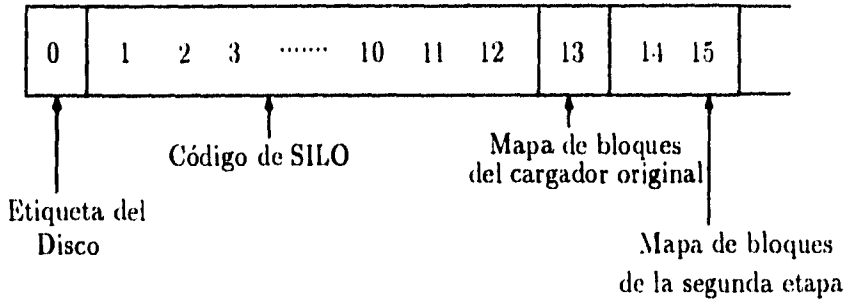 0 1 2 3 ······· 10 11 12 13 14 15
Código de SILO
Mapa de bloques
del cargador original
Etiqueta del
Disco
Mapa de bloques
de la segunda etapa